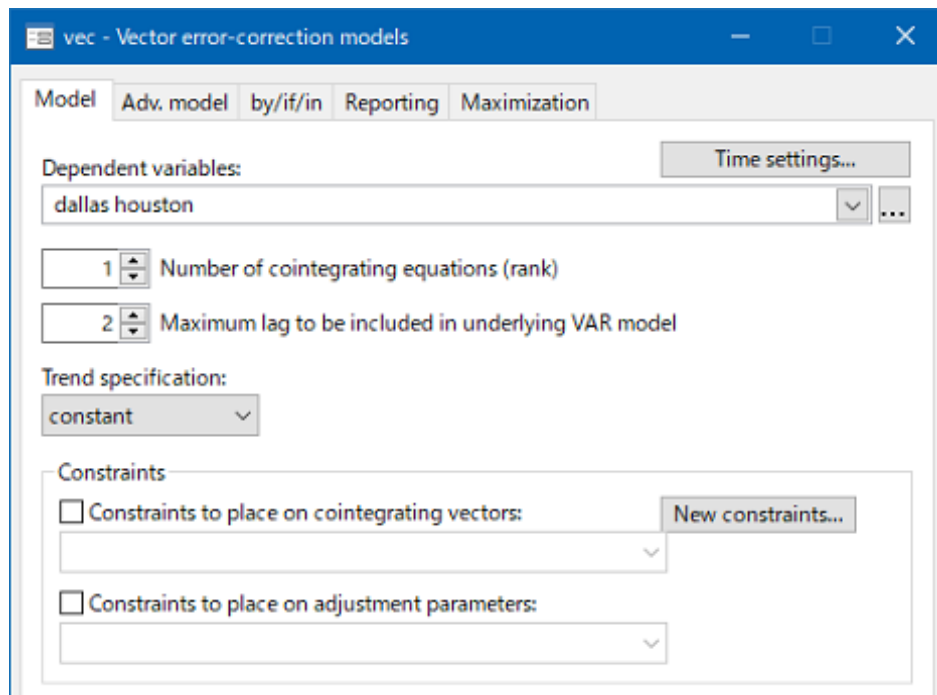 vec - Vector error-correction models
Model Adv. model by/if/in Reporting Maximization
Time settings...
Dependent variables:
dallas houston
...
1 Number of cointegrating equations (rank)
2 Maximum lag to be included in underlying VAR model
Trend specification:
constant
Constraints
Constraints to place on cointegrating vectors:
New constraints...
Constraints to place on adjustment parameters: